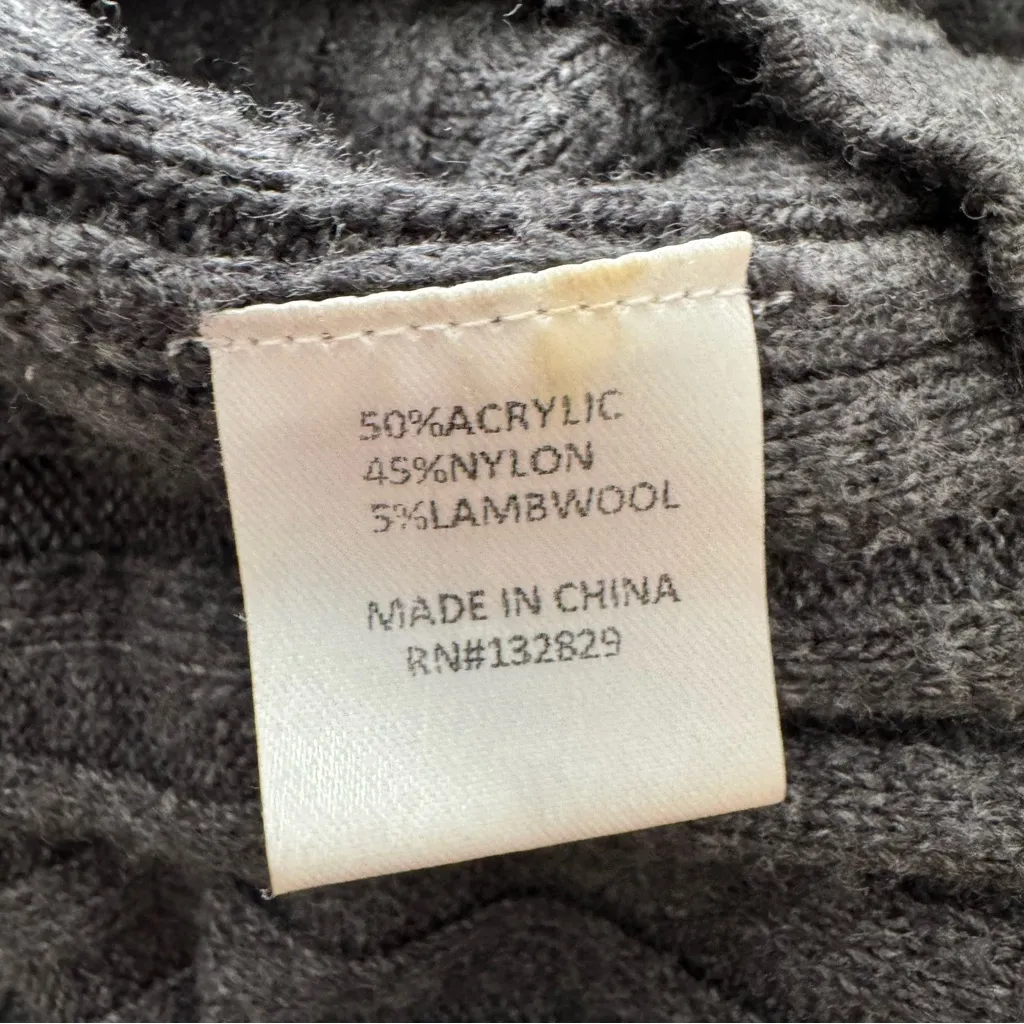 50%ACRYLIC
45%NYLON
5%LAMBWOOL
MADE IN CHINA
RN#132829